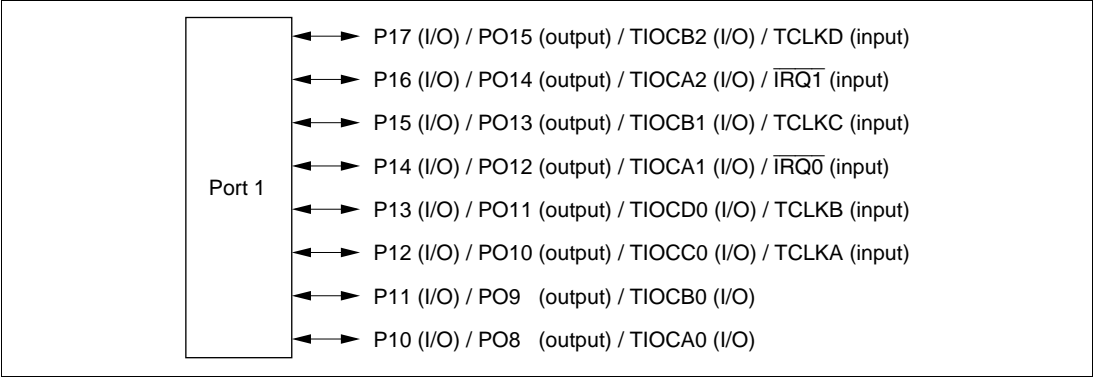 Port 1
P17 (I/O) / PO15 (output) / TIOCB2 (I/O) / TCLKD (input)
P16 (I/O) / PO14 (output) / TIOCA2 (I/O) / I̅R̅Q̅1̅ (input)
P15 (I/O) / PO13 (output) / TIOCB1 (I/O) / TCLKC (input)
P14 (I/O) / PO12 (output) / TIOCA1 (I/O) / I̅R̅Q̅0̅ (input)
P13 (I/O) / PO11 (output) / TIOCD0 (I/O) / TCLKB (input)
P12 (I/O) / PO10 (output) / TIOCC0 (I/O) / TCLKA (input)
P11 (I/O) / PO9 (output) / TIOCB0 (I/O)
P10 (I/O) / PO8 (output) / TIOCA0 (I/O)